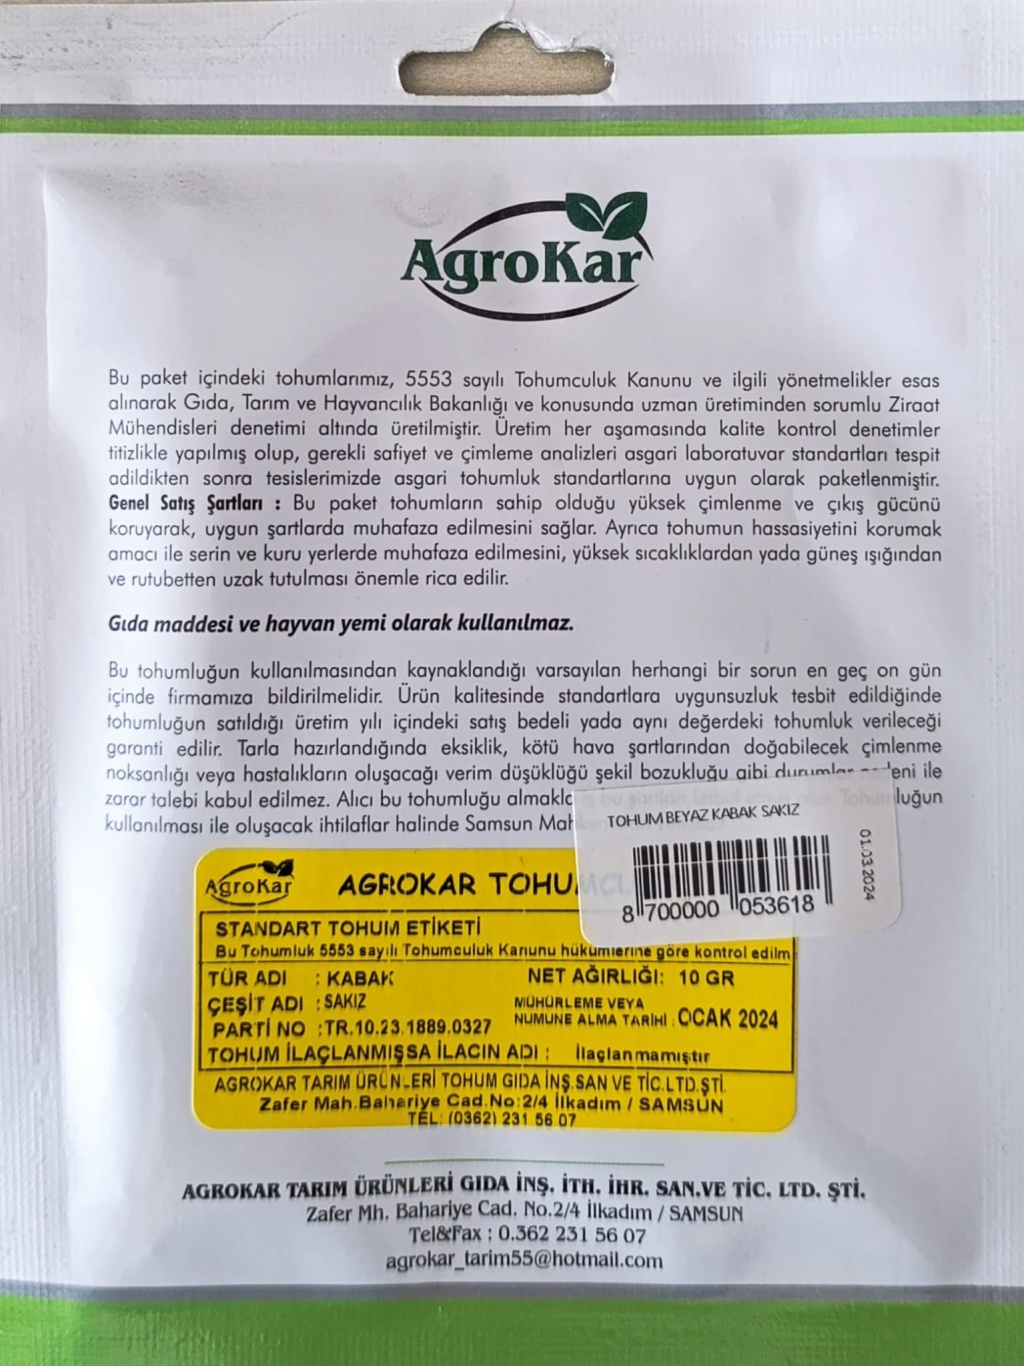 AgroKar
Bu paket içindeki tohumlarımız, 5553 sayılı Tohumculuk Kanunu ve ilgili yönetmelikler esas
alınarak Gıda, Tarım ve Hayvancılık Bakanlığı ve konusunda uzman üretiminden sorumlu Ziraat
Mühendisleri denetimi altında üretilmiştir. Üretim her aşamasında kalite kontrol denetimler
titizlikle yapılmış olup, gerekli safiyet ve çimleme analizleri asgari laboratuvar standartları tespit
adildikten sonra tesislerimizde asgari tohumluk standartlarına uygun olarak paketlenmiştir.
Genel Satış Şartları : Bu paket tohumların sahip olduğu yüksek çimlenme ve çıkış gücünü
koruyarak, uygun şartlarda muhafaza edilmesini sağlar. Ayrıca tohumun hassasiyetini korumak
amacı ile serin ve kuru yerlerde muhafaza edilmesini, yüksek sıcaklıklardan yada güneş ışığından
ve rutubetten uzak tutulması önemle rica edilir.
Gıda maddesi ve hayvan yemi olarak kullanılmaz.
Bu tohumluğun kullanılmasından kaynaklandığı varsayılan herhangi bir sorun en geç on gün
içinde firmamıza bildirilmelidir. Ürün kalitesinde standartlara uygunsuzluk tesbit edildiğinde
tohumluğun satıldığı üretim yılı içindeki satış bedeli yada aynı değerdeki tohumluk verileceği
garanti edilir. Tarla hazırlandığında eksiklik, kötü hava şartlarından doğabilecek çimlenme
noksanlığı veya hastalıkların oluşacağı verim düşüklüğü şekil bozukluğu gibi durumlar nedeni ile
zarar talebi kabul edilmez. Alıcı bu tohumluğu almakla bu şartları kabul etmiş olur. Tohumluğun
kullanılması ile oluşacak ihtilaflar halinde Samsun Mah
TOHUM BEYAZ KABAK SAKIZ
01.03.2024
8 700000 053618
AgroKar AGROKAR TOHUMCU
STANDART TOHUM ETİKETİ
Bu Tohumluk 5553 sayılı Tohumculuk Kanunu hükümlerine göre kontrol edilm
TÜR ADI : KABAK NET AĞIRLIĞI: 10 GR
ÇEŞİT ADI : SAKIZ MÜHÜRLEME VEYA
NUMUNE ALMA TARİHİ : OCAK 2024
PARTİ NO : TR.10.23.1889.0327
TOHUM İLAÇLANMIŞSA İLACIN ADI : İlaçlanmamıştır
AGROKAR TARIM ÜRÜNLERİ TOHUM GIDA İNŞ.SAN VE TİC.LTD.ŞTİ.
Zafer Mah.Bahariye Cad.No:2/4 İlkadım / SAMSUN
TEL: (0362) 231 56 07
AGROKAR TARIM ÜRÜNLERİ GIDA İNŞ. İTH. İHR. SAN.VE TİC. LTD. ŞTİ.
Zafer Mh. Bahariye Cad. No.2/4 İlkadım / SAMSUN
Tel&Fax : 0.362 231 56 07
agrokar_tarim55@hotmail.com